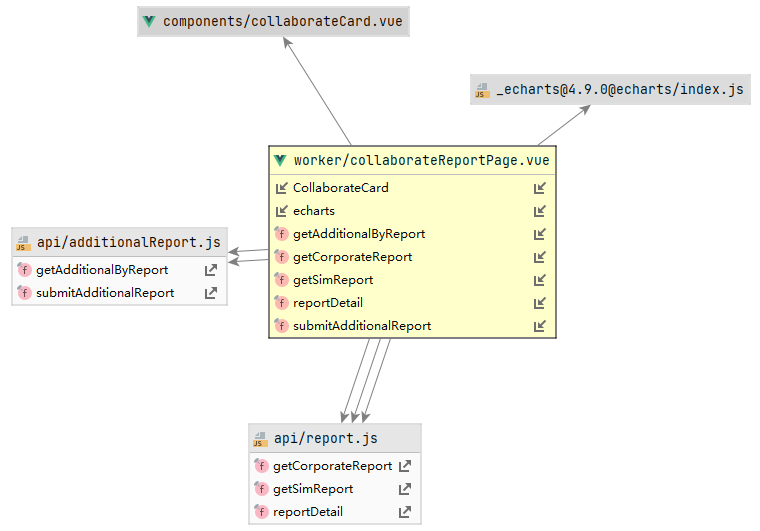 components/collaborateCard.vue
JS _echarts@4.9.0@echarts/index.js
worker/collaborateReportPage.vue
CollaborateCard
echarts
f getAdditionalByReport
f getCorporateReport
f getSimReport
f reportDetail
f submitAdditionalReport
JS api/additionalReport.js
f getAdditionalByReport
f submitAdditionalReport
JS api/report.js
f getCorporateReport
f getSimReport
f reportDetail